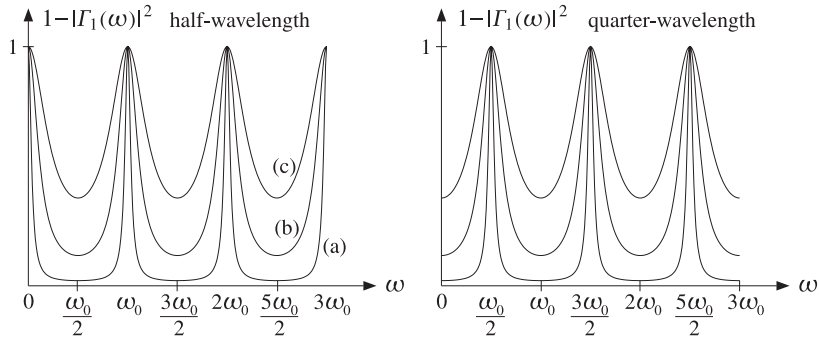 1−|Γ₁(ω)|² half-wavelength
1
(c)
(b)
(a)
0 ω₀/2 ω₀ 3ω₀/2 2ω₀ 5ω₀/2 3ω₀ ω
1−|Γ₁(ω)|² quarter-wavelength
1
0 ω₀/2 ω₀ 3ω₀/2 2ω₀ 5ω₀/2 3ω₀ ω